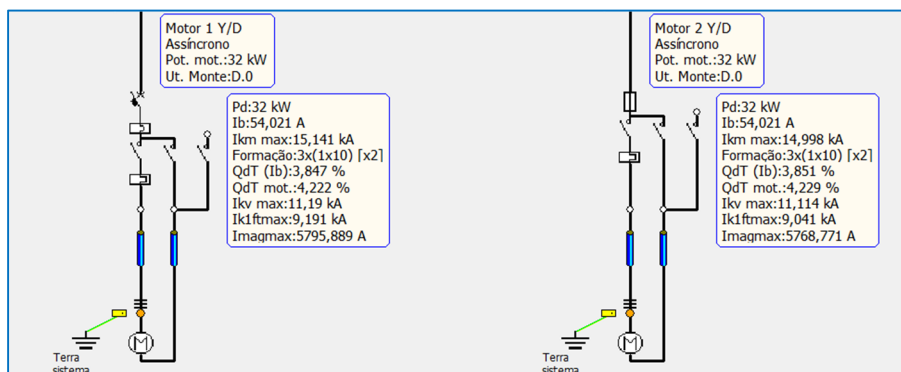 Motor 1 Y/D
Assíncrono
Pot. mot.:32 kW
Ut. Monte:D.0
Pd:32 kW
Ib:54,021 A
Ikm max:15,141 kA
Formação:3x(1x10) [x2]
QdT (Ib):3,847 %
QdT mot.:4,222 %
Ikv max:11,19 kA
Ik1ftmax:9,191 kA
Imagmax:5795,889 A
M
Terra
sistema
Motor 2 Y/D
Assíncrono
Pot. mot.:32 kW
Ut. Monte:D.0
Pd:32 kW
Ib:54,021 A
Ikm max:14,998 kA
Formação:3x(1x10) [x2]
QdT (Ib):3,851 %
QdT mot.:4,229 %
Ikv max:11,114 kA
Ik1ftmax:9,041 kA
Imagmax:5768,771 A
M
Terra
sistema